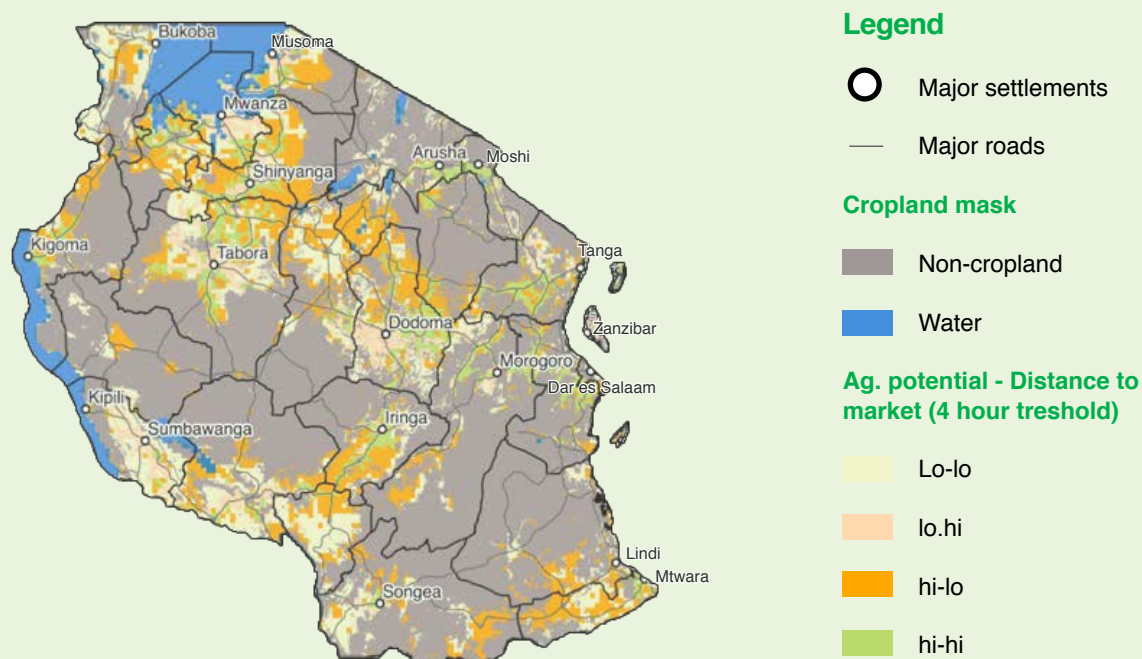 Bukoba
Musoma
Mwanza
Arusha
Moshi
Shinyanga
Kigoma
Tabora
Tanga
Dodoma
Zanzibar
Morogoro
Dar es Salaam
Kipili
Iringa
Sumbawanga
Lindi
Mtwara
Songea
Legend
Major settlements
Major roads
Cropland mask
Non-cropland
Water
Ag. potential - Distance to
market (4 hour treshold)
Lo-lo
lo.hi
hi-lo
hi-hi